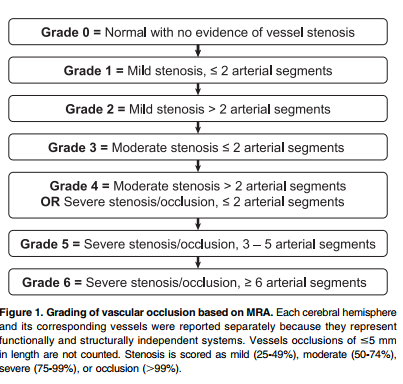 Grade 0 = Normal with no evidence of vessel stenosis
Grade 1 = Mild stenosis, ≤ 2 arterial segments
Grade 2 = Mild stenosis > 2 arterial segments
Grade 3 = Moderate stenosis ≤ 2 arterial segments
Grade 4 = Moderate stenosis > 2 arterial segments
OR Severe stenosis/occlusion, ≤ 2 arterial segments
Grade 5 = Severe stenosis/occlusion, 3 – 5 arterial segments
Grade 6 = Severe stenosis/occlusion, ≥ 6 arterial segments
Figure 1. Grading of vascular occlusion based on MRA. Each cerebral hemisphere
and its corresponding vessels were reported separately because they represent
functionally and structurally independent systems. Vessels occlusions of ≤5 mm
in length are not counted. Stenosis is scored as mild (25-49%), moderate (50-74%),
severe (75-99%), or occlusion (>99%).